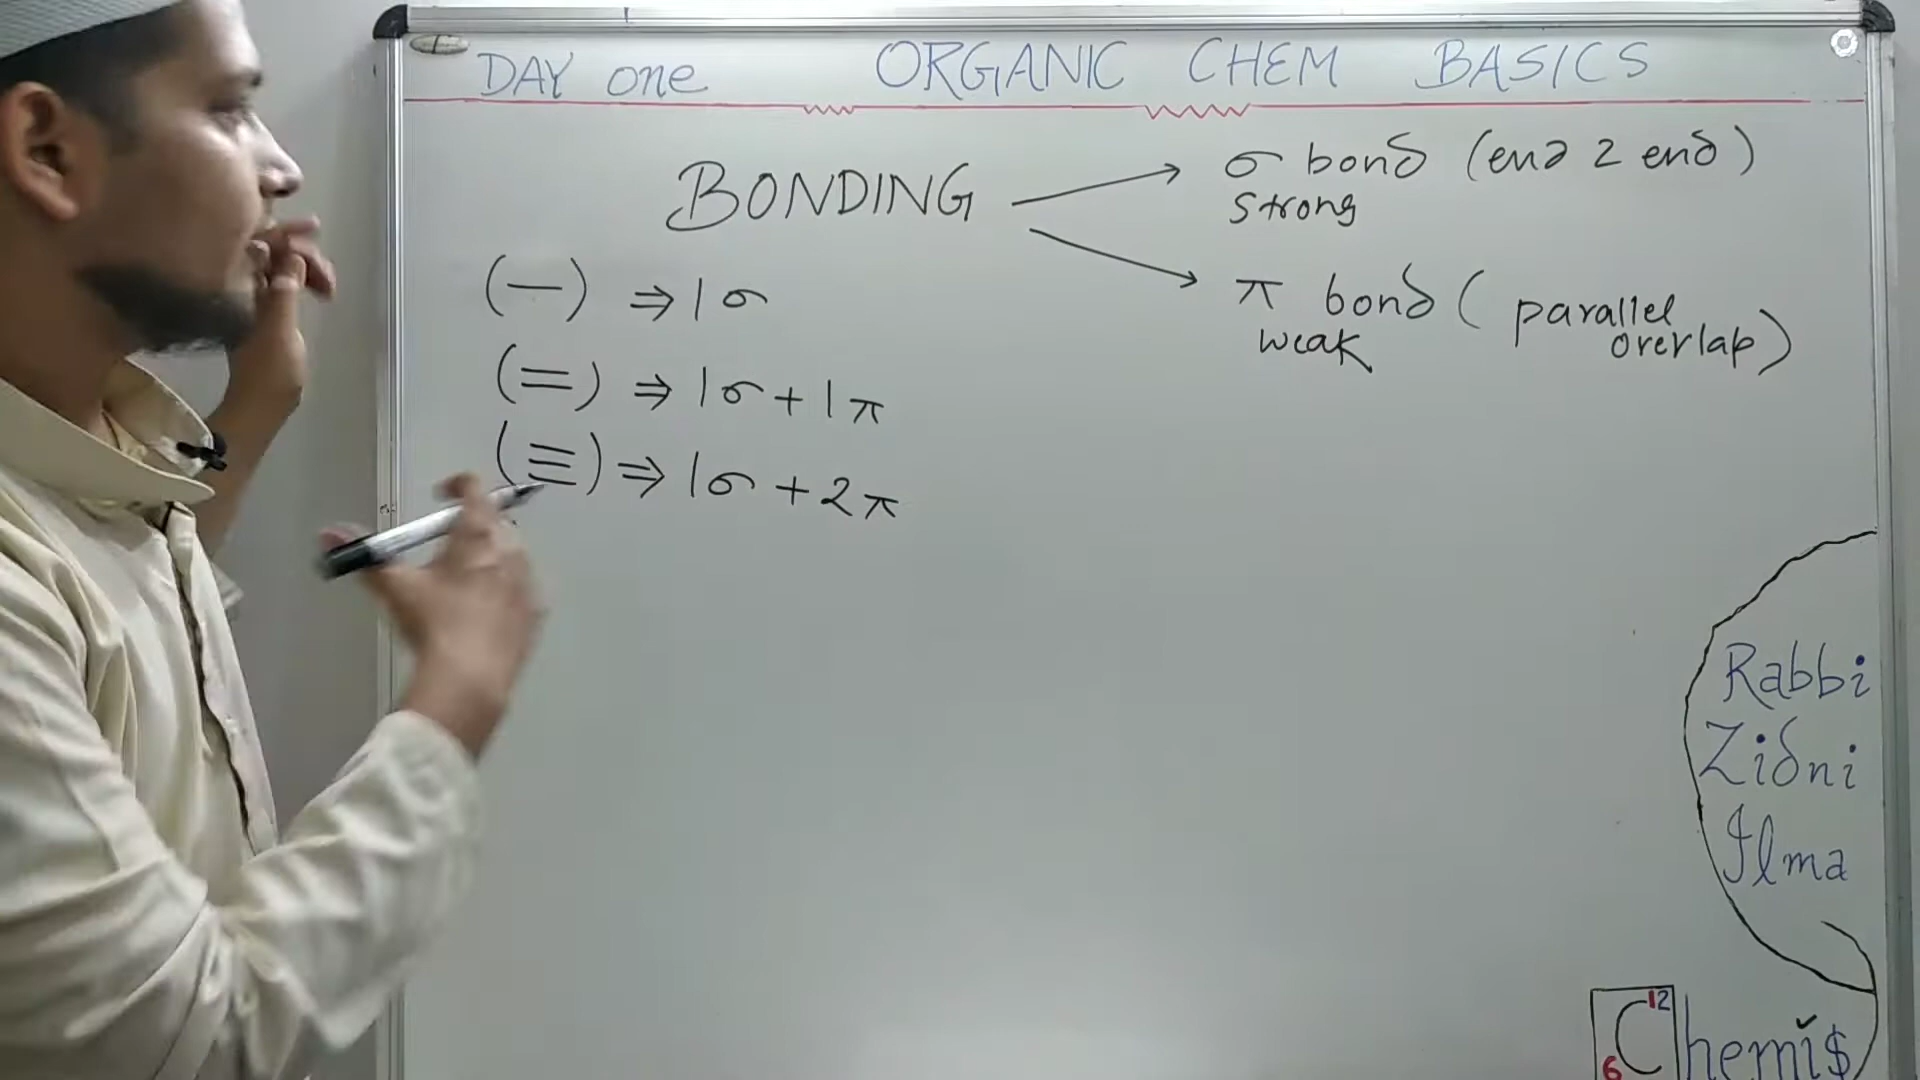 DAY one ORGANIC CHEM BASICS
BONDING
σ bond (end 2 end)
strong
π bond (parallel overlap)
weak
(—) ⇒ 1σ
(=) ⇒ 1σ + 1π
(≡) ⇒ 1σ + 2π
Rabbi
Zidni
Ilma
12
6
Chemi$